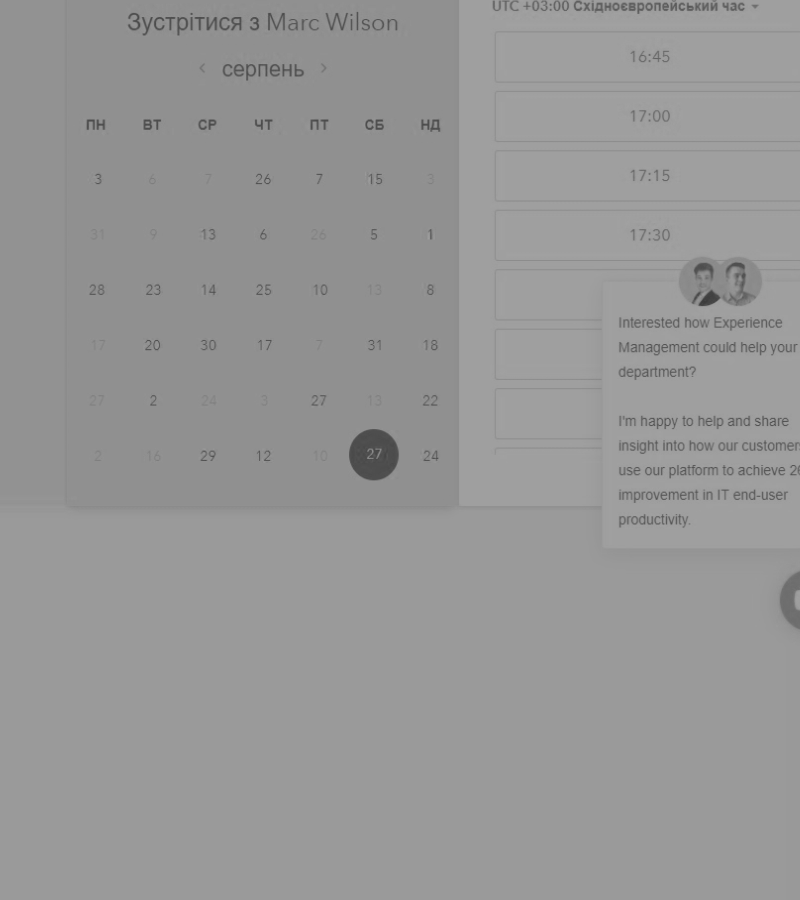 Зустрітися з Marc Wilson
серпень
ПН ВТ СР ЧТ ПТ СБ НД
3 6 7 26 7 15 3
31 9 13 6 26 5 1
28 23 14 25 10 13 8
17 20 30 17 7 31 18
27 2 24 3 27 13 22
2 16 29 12 10 27 24
UTC +03:00 Східноєвропейський час
16:45
17:00
17:15
17:30
Interested how Experience
Management could help your
department?
I'm happy to help and share
insight into how our customers
use our platform to achieve
improvement in IT end-user
productivity.